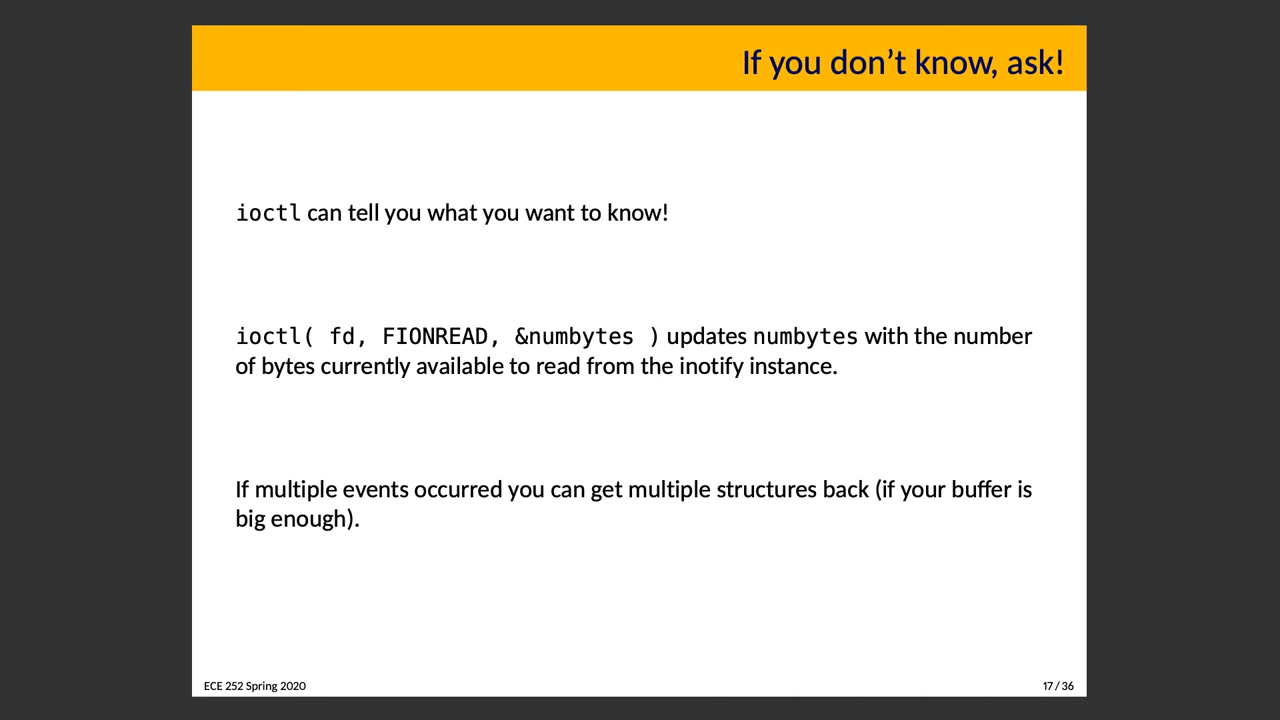 If you don’t know, ask!
ioctl can tell you what you want to know!
ioctl( fd, FIONREAD, &numbytes ) updates numbytes with the number
of bytes currently available to read from the inotify instance.
If multiple events occurred you can get multiple structures back (if your buffer is
big enough).
ECE 252 Spring 2020
17 / 36